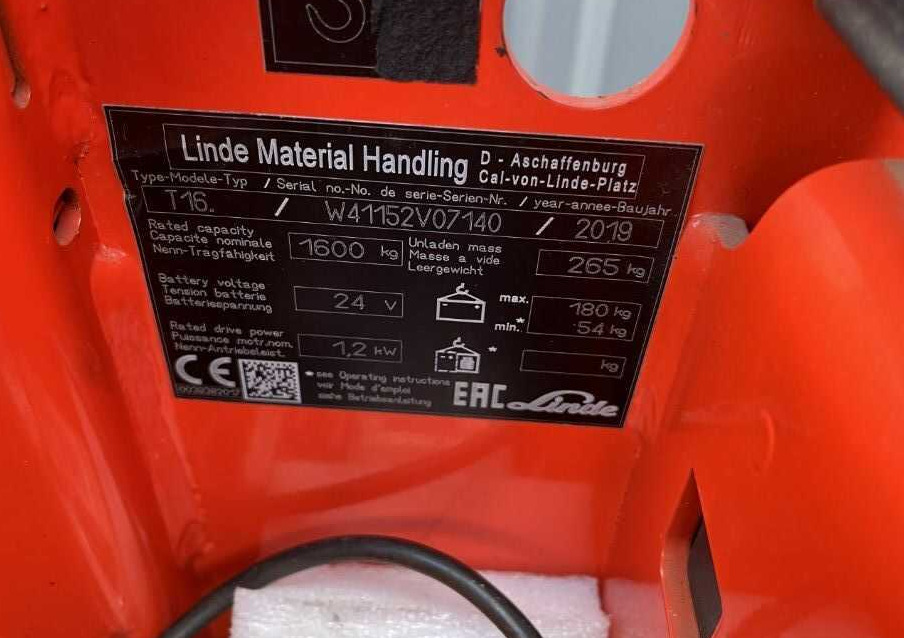 Linde Material Handling
D - Aschaffenburg
Cal-von-Linde-Platz
Type-Modele-Typ / Serial no.-No. de serie-Serien-Nr. / year-annee-Baujahr
T16. / W41152V07140 / 2019
Rated capacity
Capacite nominale
Nenn-Tragfähigkeit
1600 kg
Unladen mass
Masse a vide
Leergewicht
265 kg
Battery voltage
Tension batterie
Batteriespannung
24 V
max. 180 kg
min.* 54 kg
Rated drive power
Puissance motr.nom.
Nenn-Antriebsleist.
1,2 kW
* kg
CE
* see Operating instructions
voir Mode d'emploi
siehe Betriebsanleitung
EAC Linde